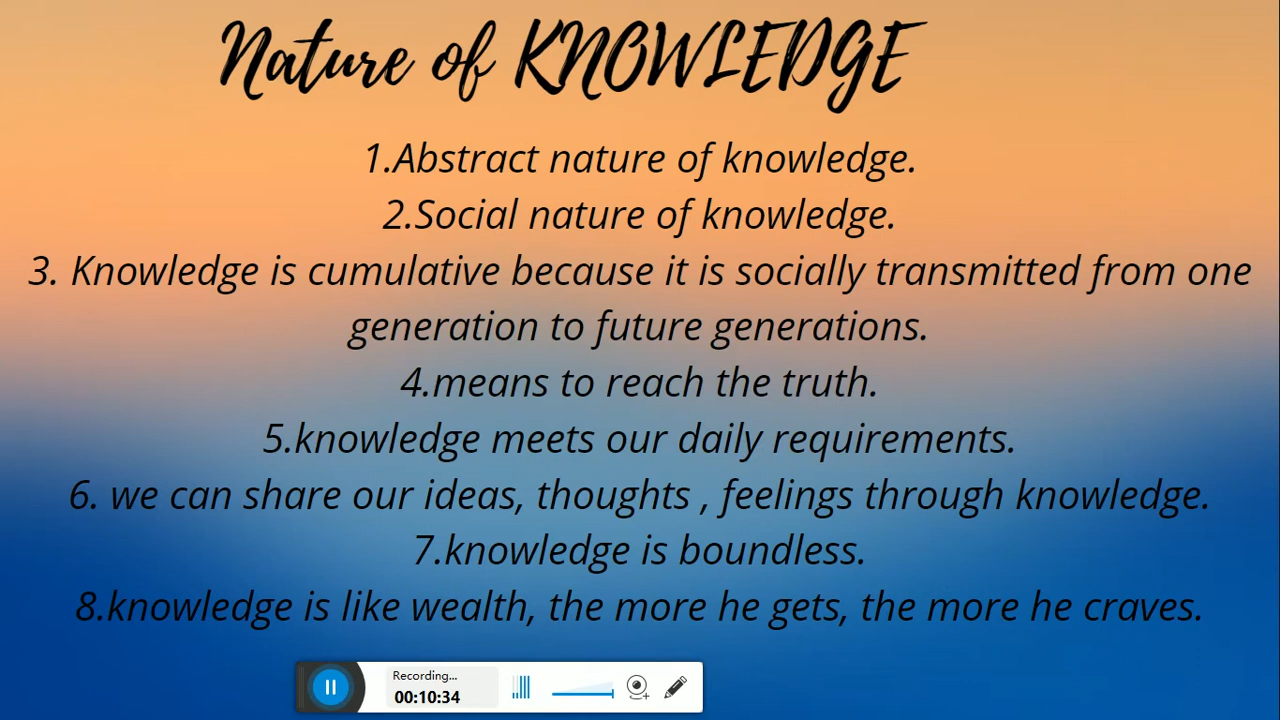 Nature of KNOWLEDGE
1.Abstract nature of knowledge.
2.Social nature of knowledge.
3. Knowledge is cumulative because it is socially transmitted from one
generation to future generations.
4.means to reach the truth.
5.knowledge meets our daily requirements.
6. we can share our ideas, thoughts , feelings through knowledge.
7.knowledge is boundless.
8.knowledge is like wealth, the more he gets, the more he craves.
Recording...
00:10:34